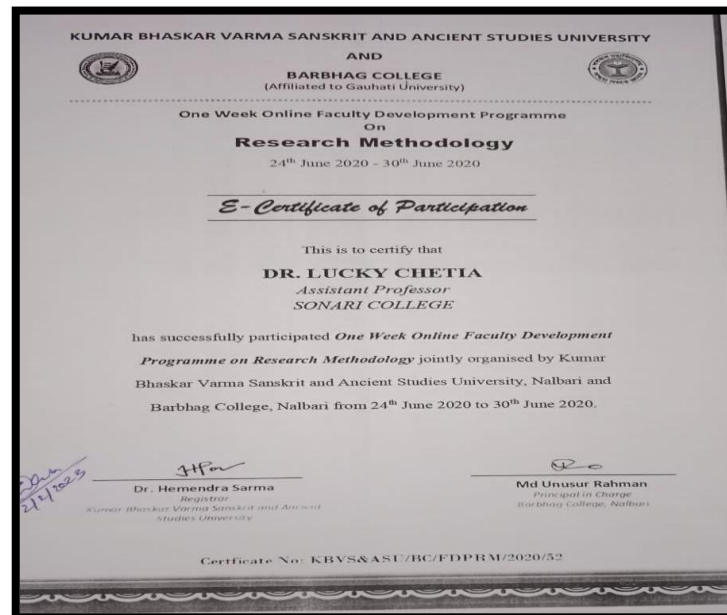 KUMAR BHASKAR VARMA SANSKRIT AND ANCIENT STUDIES UNIVERSITY
AND
BARBHAG COLLEGE
(Affiliated to Gauhati University)
One Week Online Faculty Development Programme
On
Research Methodology
24th June 2020 - 30th June 2020
E-Certificate of Participation
This is to certify that
DR. LUCKY CHETIA
Assistant Professor
SONARI COLLEGE
has successfully participated One Week Online Faculty Development
Programme on Research Methodology jointly organised by Kumar
Bhaskar Varma Sanskrit and Ancient Studies University, Nalbari and
Barbhag College, Nalbari from 24th June 2020 to 30th June 2020.
Dr. Hemendra Sarma
Registrar
Kumar Bhaskar Varma Sanskrit and Ancient
Studies University
Md Unusur Rahman
Principal in Charge
Barbhag College, Nalbari
Certficate No: KBVS&ASU/BC/FDPRM/2020/52